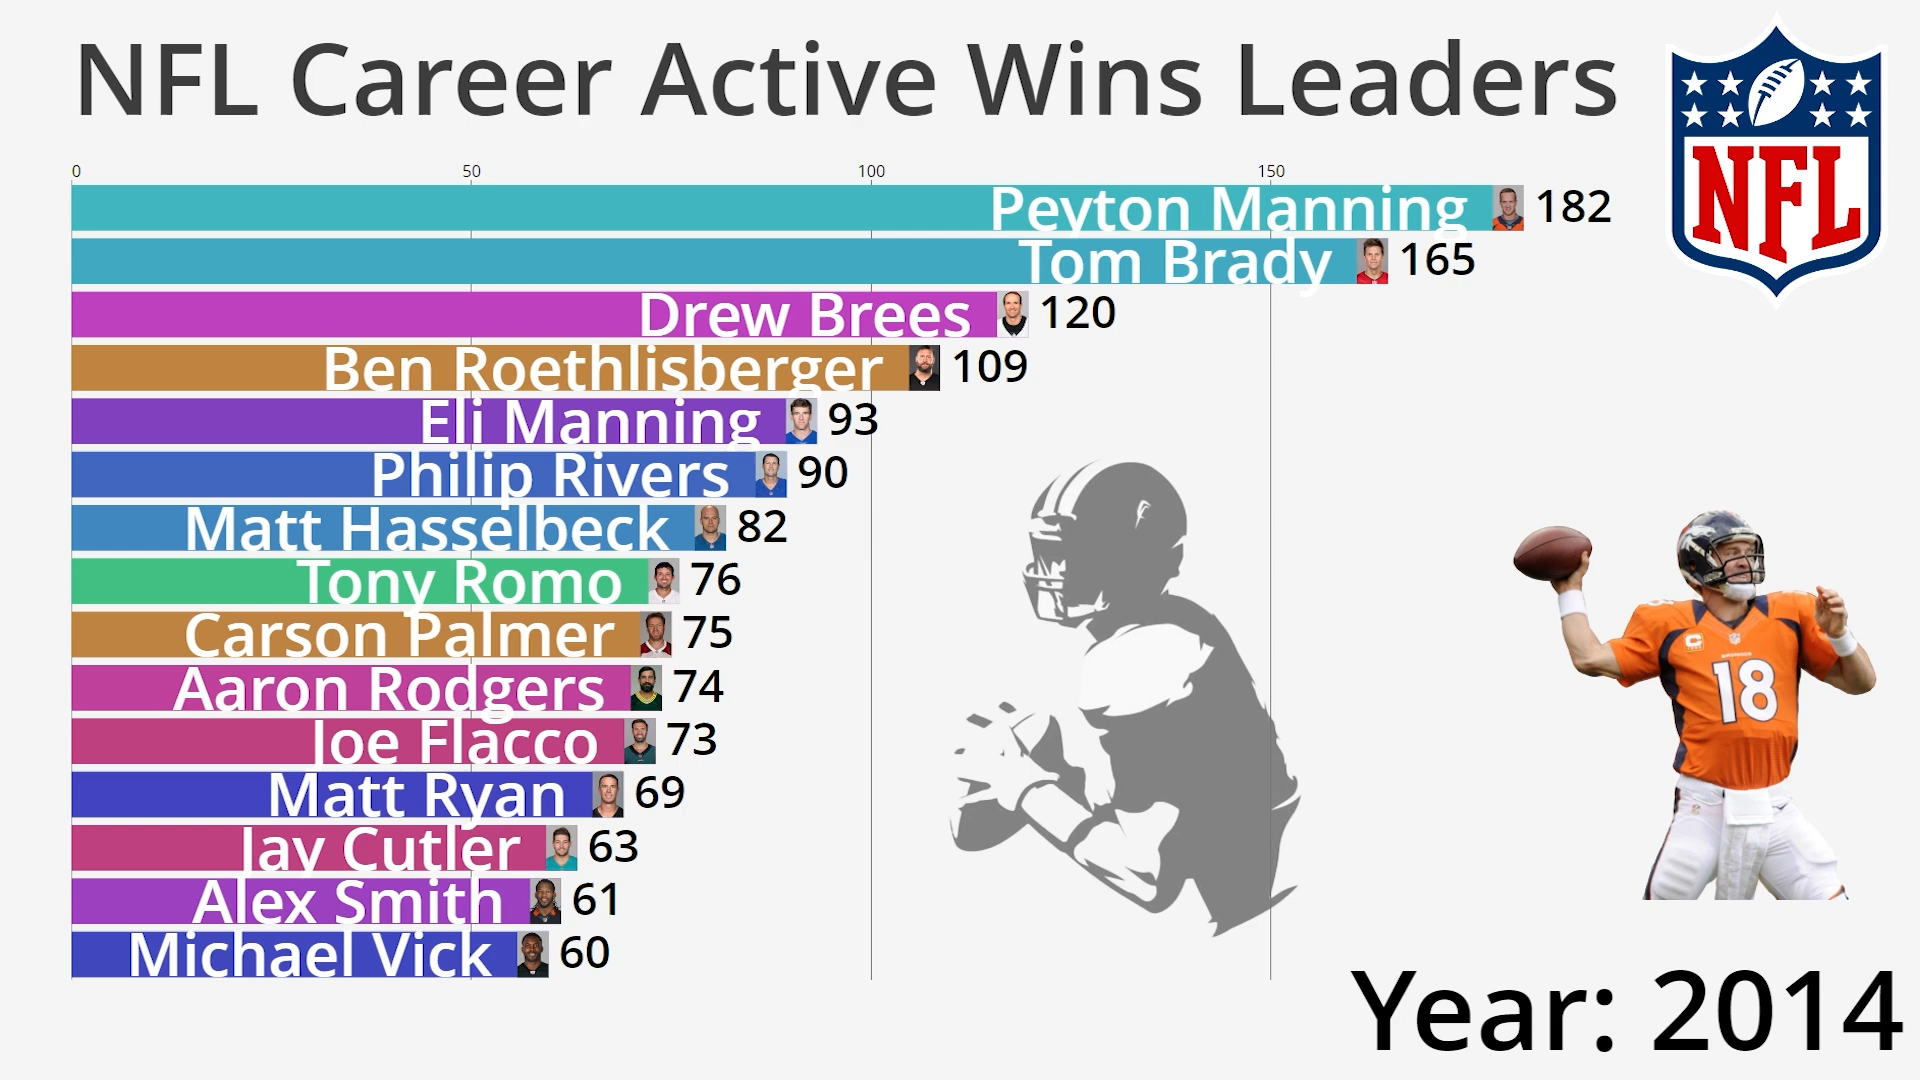 NFL Career Active Wins Leaders
NFL
0 50 100 150
Peyton Manning 182
Tom Brady 165
Drew Brees 120
Ben Roethlisberger 109
Eli Manning 93
Philip Rivers 90
Matt Hasselbeck 82
Tony Romo 76
Carson Palmer 75
Aaron Rodgers 74
Joe Flacco 73
Matt Ryan 69
Jay Cutler 63
Alex Smith 61
Michael Vick 60
18
Year: 2014